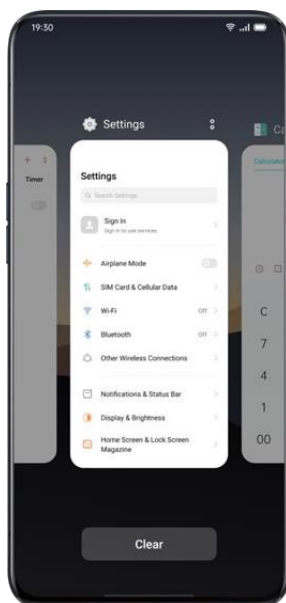 19:30
Settings
Ca
Timer
Settings
Search Settings
Sign In
Sign in to use services.
Airplane Mode
SIM Card & Cellular Data
Wi-Fi Off
Bluetooth Off
Other Wireless Connections
Notifications & Status Bar
Display & Brightness
Home Screen & Lock Screen
Magazine
Calculator
C
7
4
1
00
Clear